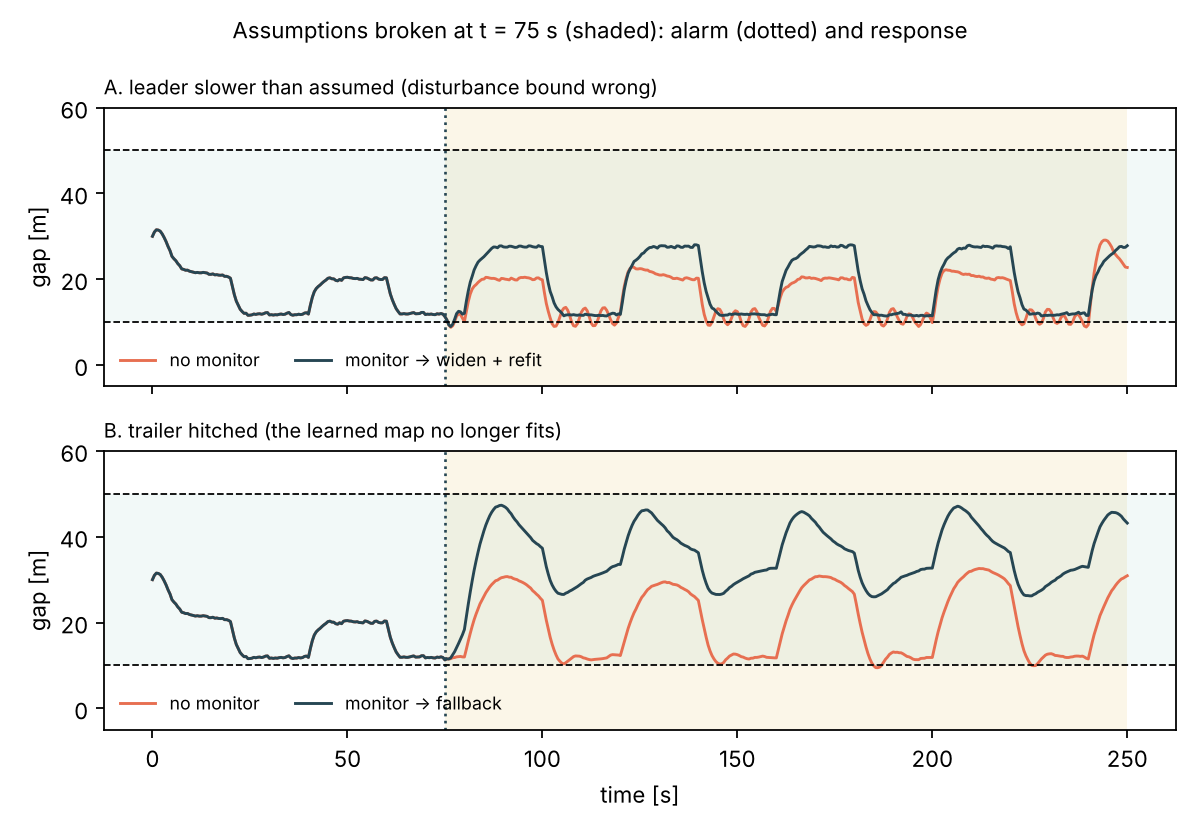 Assumptions broken at t = 75 s (shaded): alarm (dotted) and response
A. leader slower than assumed (disturbance bound wrong)
60
40
20
0
gap [m]
no monitor
monitor → widen + refit
B. trailer hitched (the learned map no longer fits)
60
40
20
0
gap [m]
no monitor
monitor → fallback
0
50
100
150
200
250
time [s]